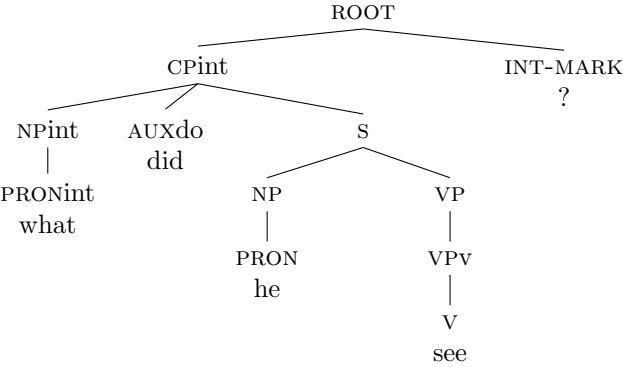 ROOT
CPint INT-MARK
?
NPint AUXdo S
did
PRONint NP VP
what
PRON VPv
he
V
see